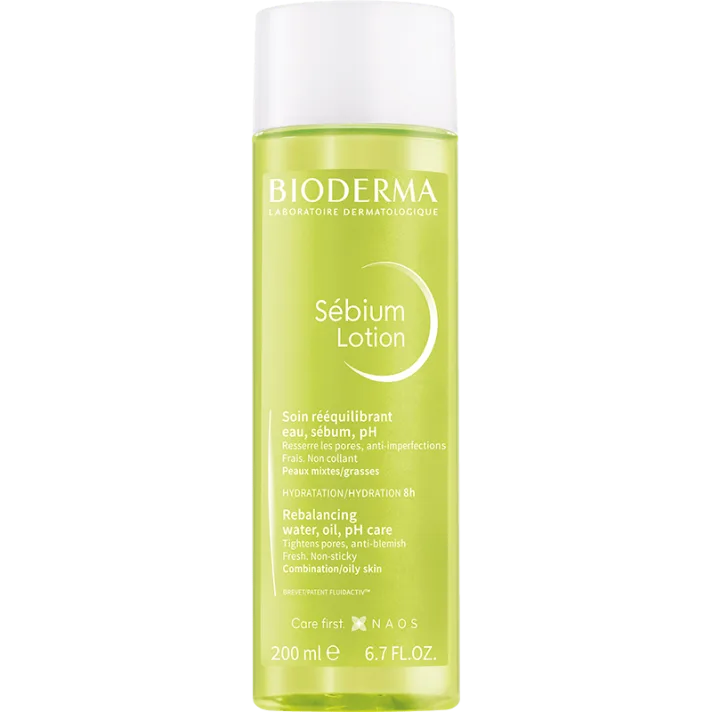 BIODERMA
LABORATOIRE DERMATOLOGIQUE
Sébium
Lotion
Soin rééquilibrant
eau, sébum, pH
Resserre les pores, anti-imperfections
Frais. Non collant
Peaux mixtes/grasses
HYDRATATION/HYDRATION 8h
Rebalancing
water, oil, pH care
Tightens pores, anti-blemish
Fresh. Non-sticky
Combination/oily skin
BREVET/PATENT FLUIDACTIV™
Care first. NAOS
200 ml ℮ 6.7 FL.OZ.